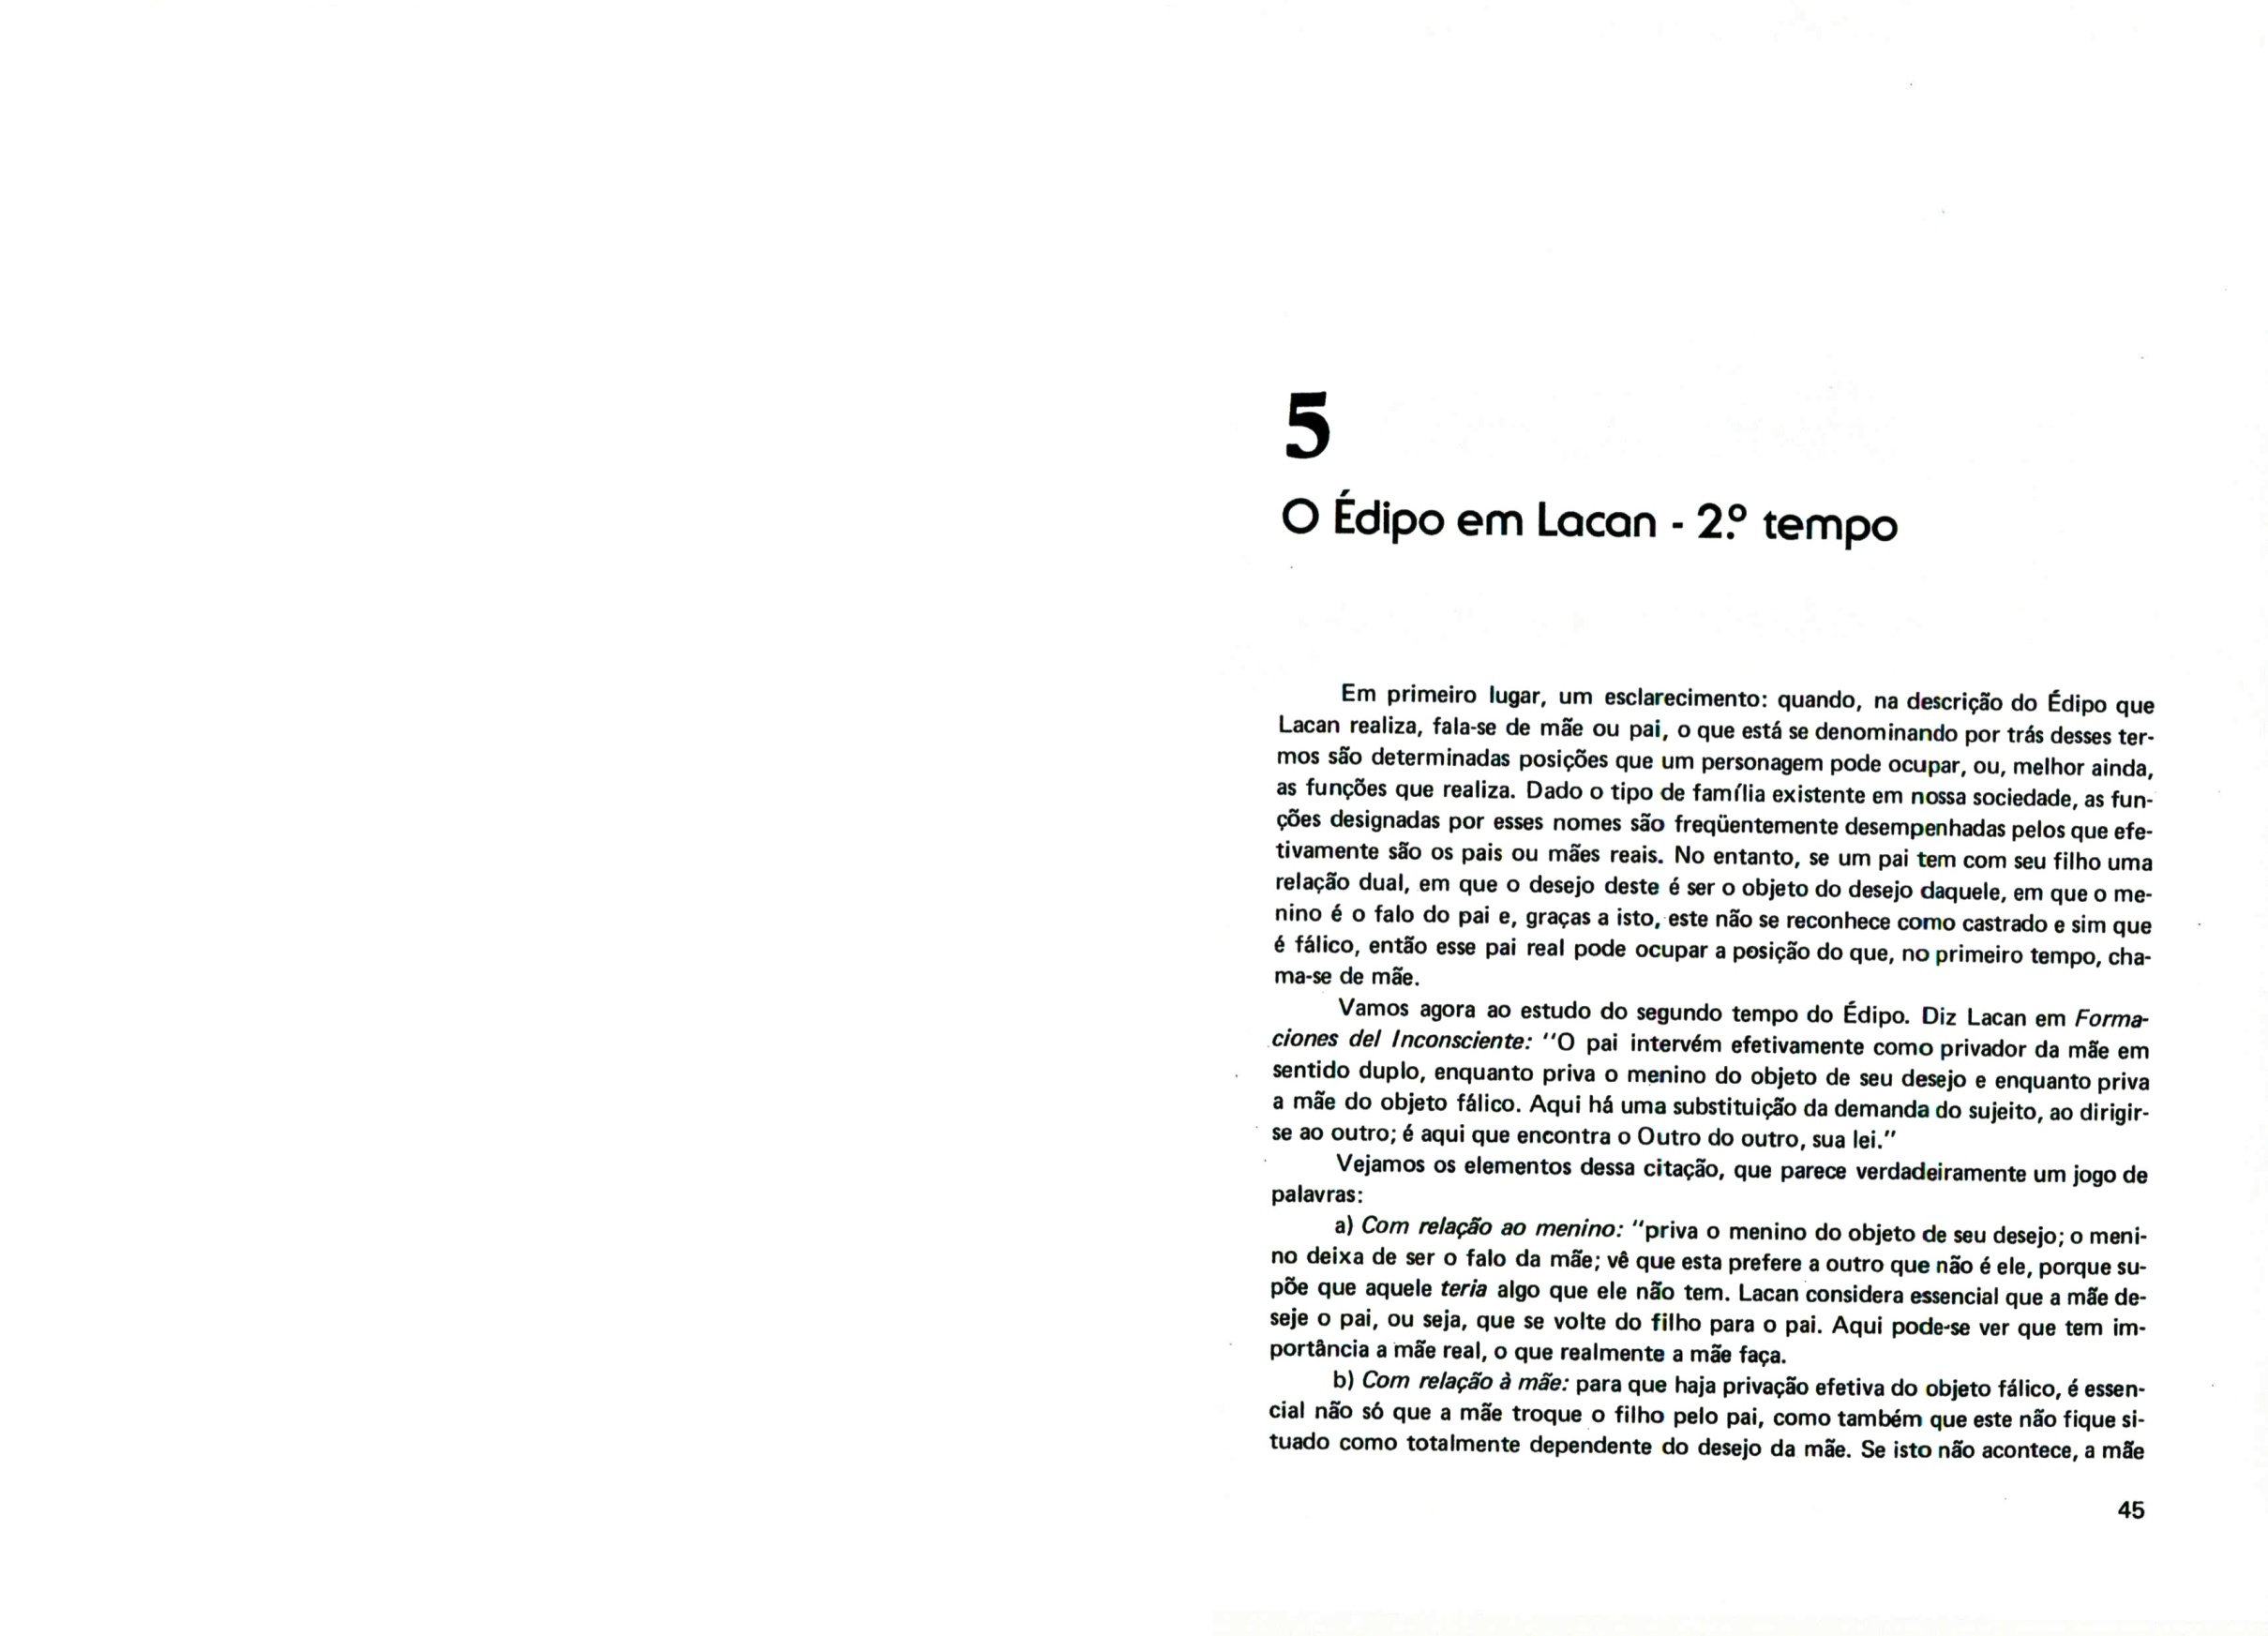 5
O Édipo em Lacan - 2.º tempo
Em primeiro lugar, um esclarecimento: quando, na descrição do Édipo que
Lacan realiza, fala-se de mãe ou pai, o que está se denominando por trás desses ter-
mos são determinadas posições que um personagem pode ocupar, ou, melhor ainda,
as funções que realiza. Dado o tipo de família existente em nossa sociedade, as fun-
ções designadas por esses nomes são freqüentemente desempenhadas pelos que efe-
tivamente são os pais ou mães reais. No entanto, se um pai tem com seu filho uma
relação dual, em que o desejo deste é ser o objeto do desejo daquele, em que o me-
nino é o falo do pai e, graças a isto, este não se reconhece como castrado e sim que
é fálico, então esse pai real pode ocupar a posição do que, no primeiro tempo, cha-
ma-se de mãe.
Vamos agora ao estudo do segundo tempo do Édipo. Diz Lacan em Forma-
ciones del Inconsciente: "O pai intervém efetivamente como privador da mãe em
sentido duplo, enquanto priva o menino do objeto de seu desejo e enquanto priva
a mãe do objeto fálico. Aqui há uma substituição da demanda do sujeito, ao dirigir-
se ao outro; é aqui que encontra o Outro do outro, sua lei."
Vejamos os elementos dessa citação, que parece verdadeiramente um jogo de
palavras:
a) Com relação ao menino: "priva o menino do objeto de seu desejo; o meni-
no deixa de ser o falo da mãe; vê que esta prefere a outro que não é ele, porque su-
põe que aquele teria algo que ele não tem. Lacan considera essencial que a mãe de-
seje o pai, ou seja, que se volte do filho para o pai. Aqui pode-se ver que tem im-
portância a mãe real, o que realmente a mãe faça.
b) Com relação à mãe: para que haja privação efetiva do objeto fálico, é essen-
cial não só que a mãe troque o filho pelo pai, como também que este não fique si-
tuado como totalmente dependente do desejo da mãe. Se isto não acontece, a mãe
45